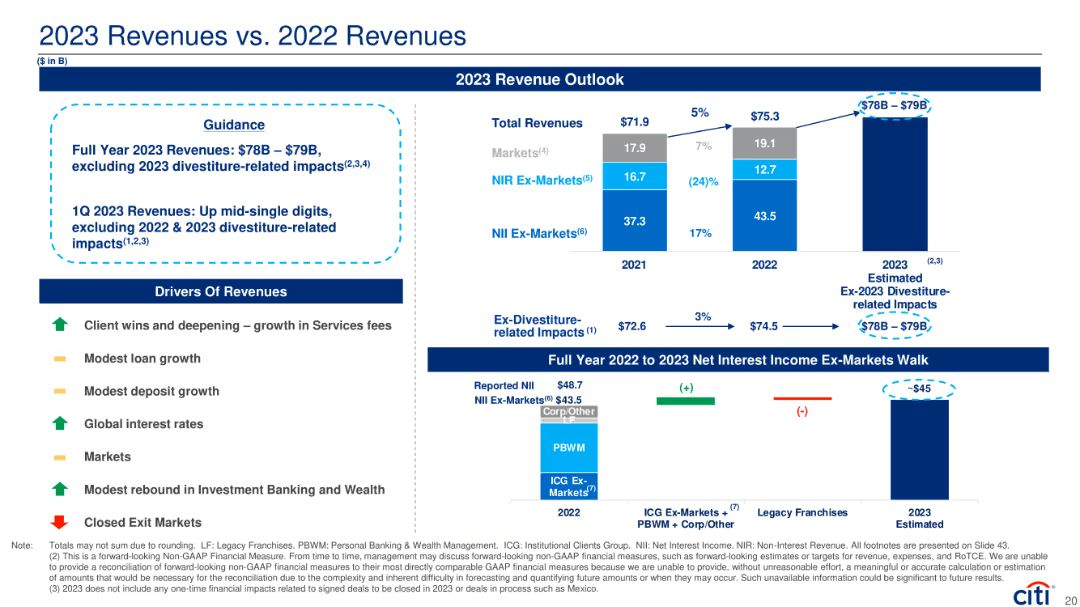 2023 Revenues vs. 2022 Revenues
($ in B)
2023 Revenue Outlook
Guidance
Full Year 2023 Revenues: $78B – $79B,
excluding 2023 divestiture-related impacts(2,3,4)
1Q 2023 Revenues: Up mid-single digits,
excluding 2022 & 2023 divestiture-related
impacts(1,2,3)
Drivers Of Revenues
Client wins and deepening – growth in Services fees
Modest loan growth
Modest deposit growth
Global interest rates
Markets
Modest rebound in Investment Banking and Wealth
Closed Exit Markets
$78B – $79B
Total Revenues $71.9 5% $75.3
Markets(4) 17.9 7% 19.1
NIR Ex-Markets(5) 16.7 (24)% 12.7
NII Ex-Markets(6) 37.3 17% 43.5
2021 2022 2023 (2,3)
Estimated
Ex-2023 Divestiture-
related Impacts
Ex-Divestiture-
related Impacts (1) $72.6 3% $74.5 $78B – $79B
Full Year 2022 to 2023 Net Interest Income Ex-Markets Walk
Reported NII $48.7 (+) ~$45
NII Ex-Markets(6) $43.5
Corp/Other (-)
LF
PBWM
ICG Ex-
Markets(7)
2022 ICG Ex-Markets + (7) Legacy Franchises 2023
PBWM + Corp/Other Estimated
Note: Totals may not sum due to rounding. LF: Legacy Franchises. PBWM: Personal Banking & Wealth Management. ICG: Institutional Clients Group. NII: Net Interest Income. NIR: Non-Interest Revenue. All footnotes are presented on Slide 43.
(2) This is a forward-looking Non-GAAP Financial Measure. From time to time, management may discuss forward-looking non-GAAP financial measures, such as forward-looking estimates or targets for revenue, expenses, and RoTCE. We are unable
to provide a reconciliation of forward-looking non-GAAP financial measures to their most directly comparable GAAP financial measures because we are unable to provide, without unreasonable effort, a meaningful or accurate calculation or estimation
of amounts that would be necessary for the reconciliation due to the complexity and inherent difficulty in forecasting and quantifying future amounts or when they may occur. Such unavailable information could be significant to future results.
(3) 2023 does not include any one-time financial impacts related to signed deals to be closed in 2023 or deals in process such as Mexico.
citi
20